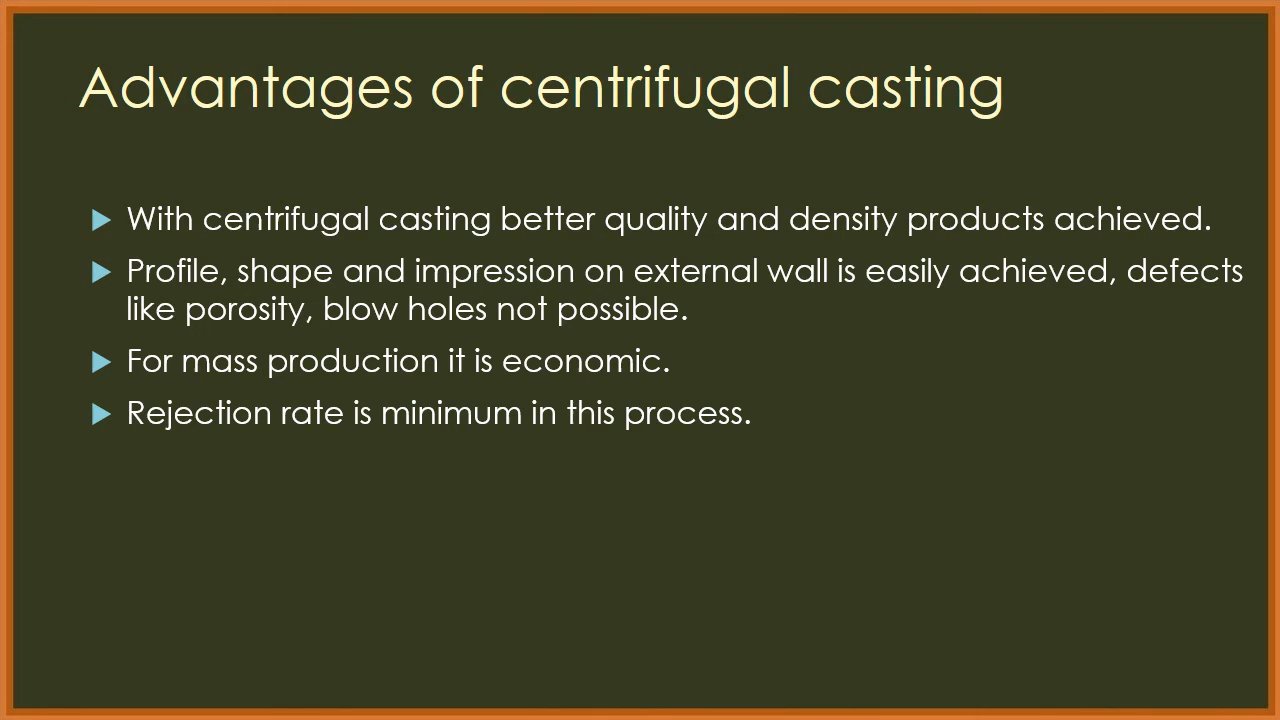 Advantages of centrifugal casting
With centrifugal casting better quality and density products achieved.
Profile, shape and impression on external wall is easily achieved, defects
like porosity, blow holes not possible.
For mass production it is economic.
Rejection rate is minimum in this process.